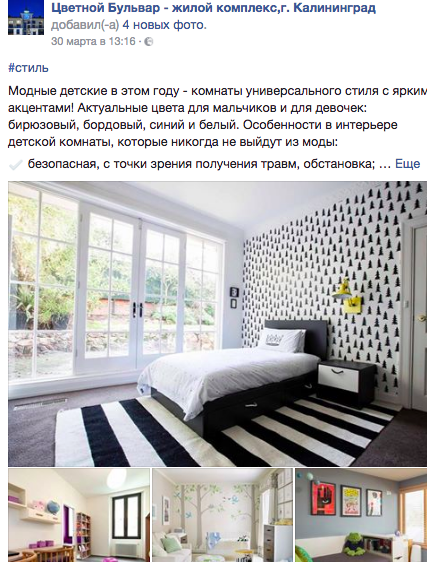 Цветной Бульвар - жилой комплекс,г. Калининград
добавил(-а) 4 новых фото.
30 марта в 13:16 ·
#стиль
Модные детские в этом году - комнаты универсального стиля с ярким
акцентами! Актуальные цвета для мальчиков и для девочек:
бирюзовый, бордовый, синий и белый. Особенности в интерьере
детской комнаты, которые никогда не выйдут из моды:
безопасная, с точки зрения получения травм, обстановка; ... Еще